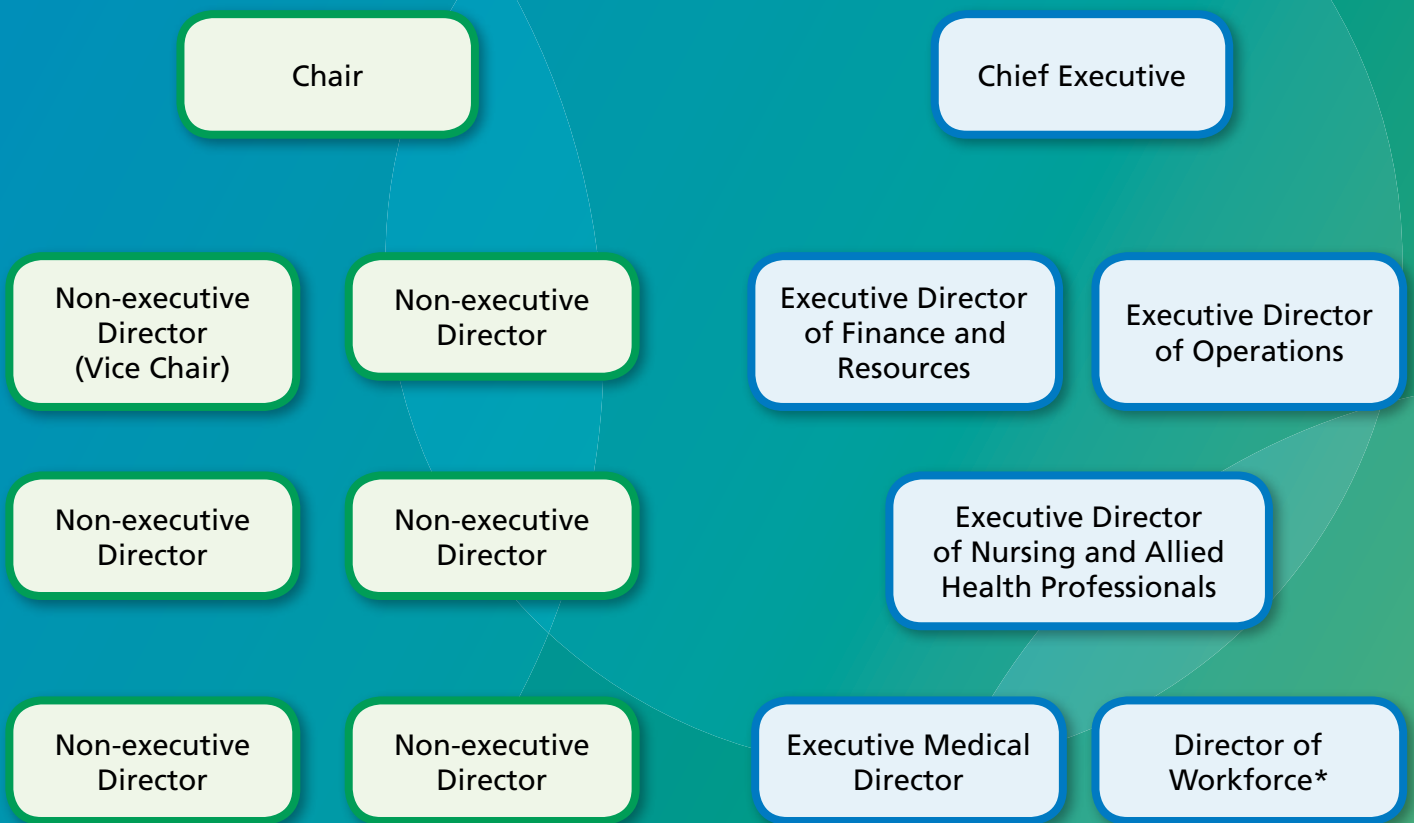 Chair
Chief Executive
Non-executive
Director
(Vice Chair)
Non-executive
Director
Executive Director
of Finance and
Resources
Executive Director
of Operations
Non-executive
Director
Non-executive
Director
Executive Director
of Nursing and Allied
Health Professionals
Non-executive
Director
Non-executive
Director
Executive Medical
Director
Director of
Workforce*